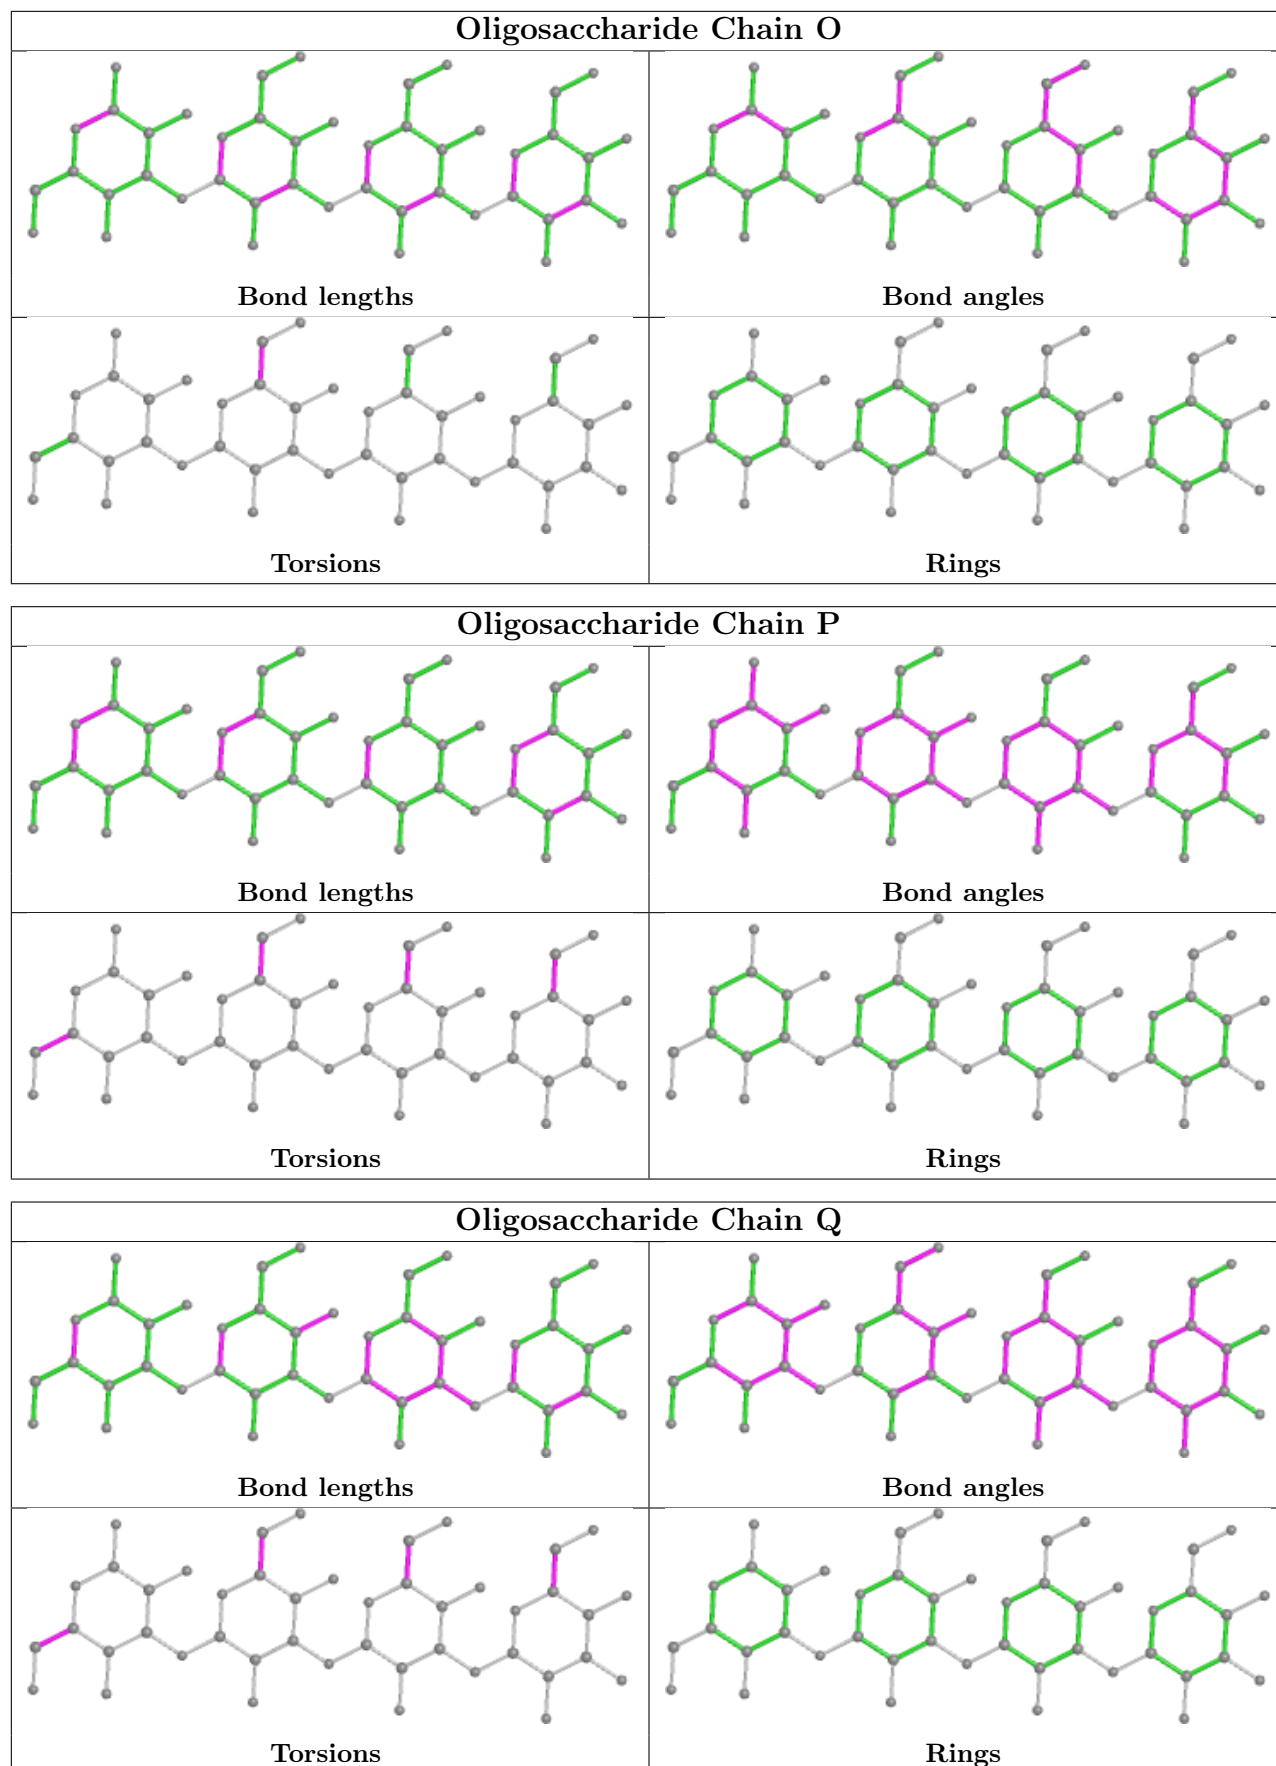 Oligosaccharide Chain O
Bond lengths
Bond angles
Torsions
Rings
Oligosaccharide Chain P
Bond lengths
Bond angles
Torsions
Rings
Oligosaccharide Chain Q
Bond lengths
Bond angles
Torsions
Rings